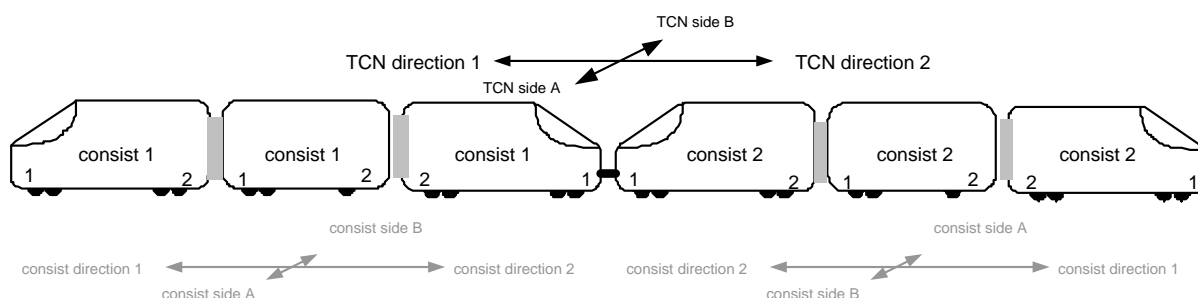 TCN side B
TCN direction 1 TCN direction 2
TCN side A
consist 1 consist 1 consist 1 consist 2 consist 2 consist 2
1 2 1 2 2 1 1 2 1 2 2 1
consist side B consist side A
consist direction 1 consist direction 2 consist direction 2 consist direction 1
consist side A consist side B